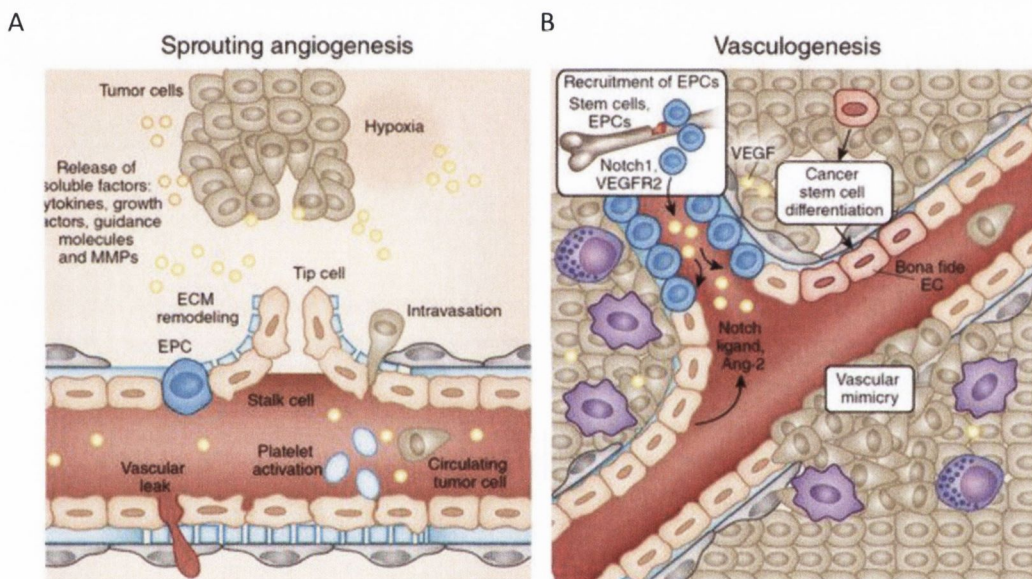 A
Sprouting angiogenesis
Tumor cells
Hypoxia
Release of
soluble factors:
ytokines, growth
actors, guidance
molecules
and MMPs
Tip cell
ECM
remodeling
Intravasation
EPC
Stalk cell
Platelet
activation
Vascular
leak
Circulating
tumor cell
B
Vasculogenesis
Recruitment of EPCs
Stem cells,
EPCs
Notch1,
VEGFR2
VEGF
Cancer
stem cell
differentiation
Bona fide
EC
Notch
ligand,
Ang-2
Vascular
mimicry